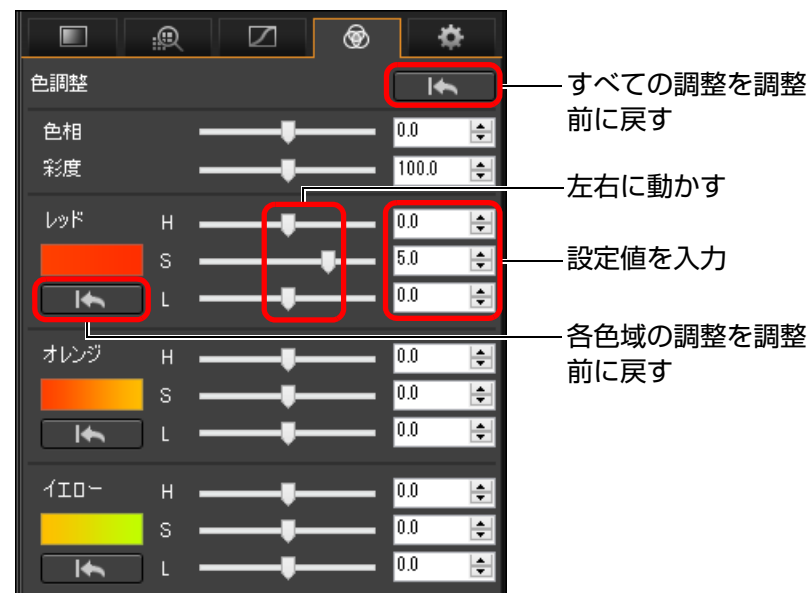 色調整
すべての調整を調整
前に戻す
色相 0.0
彩度 100.0
左右に動かす
レッド H 0.0
S 5.0
設定値を入力
L 0.0
各色域の調整を調整
前に戻す
オレンジ H 0.0
S 0.0
L 0.0
イエロー H 0.0
S 0.0
L 0.0